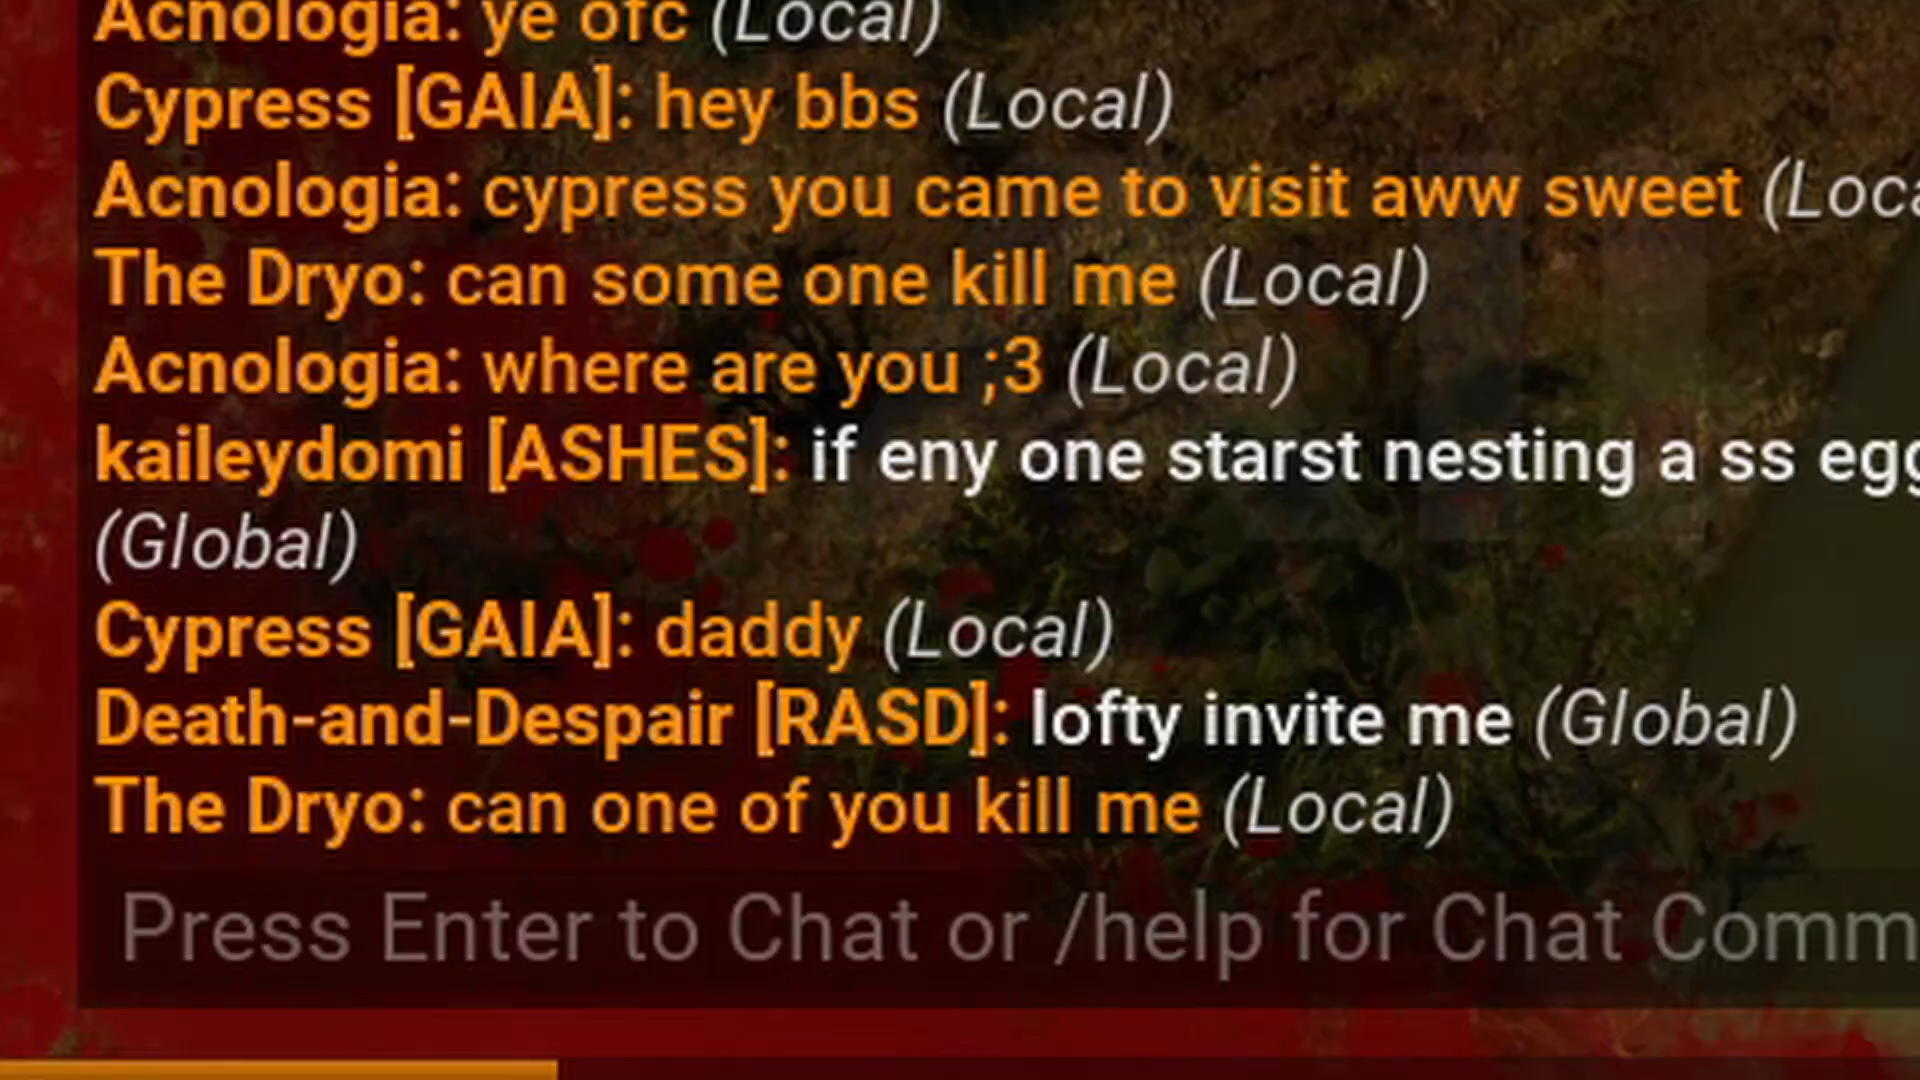 Acnologia: ye ofc (Local)
Cypress [GAIA]: hey bbs (Local)
Acnologia: cypress you came to visit aww sweet
The Dryo: can some one kill me (Local)
Acnologia: where are you ;3 (Local)
kaileydomi [ASHES]: if eny one starst nesting a ss
(Global)
Cypress [GAIA]: daddy (Local)
Death-and-Despair [RASD]: lofty invite me (Global)
The Dryo: can one of you kill me (Local)
Press Enter to Chat or /help for Chat